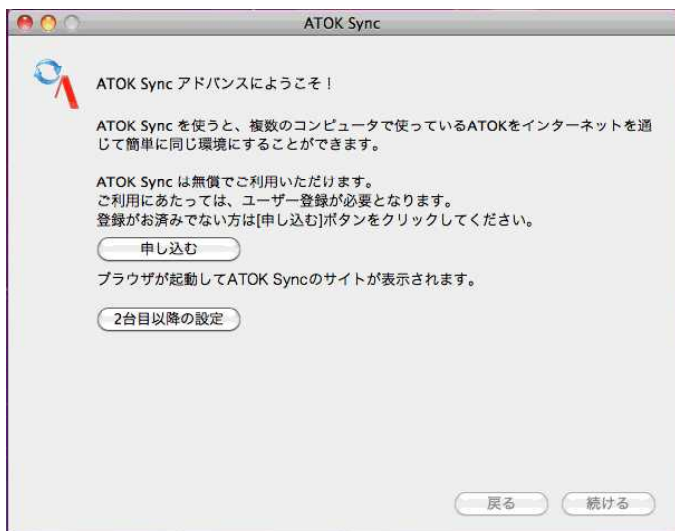 ATOK Sync
ATOK Sync アドバンスにようこそ！
ATOK Sync を使うと、複数のコンピュータで使っているATOKをインターネットを通
じて簡単に同じ環境にすることができます。
ATOK Sync は無償でご利用いただけます。
ご利用にあたっては、ユーザー登録が必要となります。
登録がお済みでない方は[申し込む]ボタンをクリックしてください。
申し込む
ブラウザが起動してATOK Syncのサイトが表示されます。
2台目以降の設定
戻る
続ける